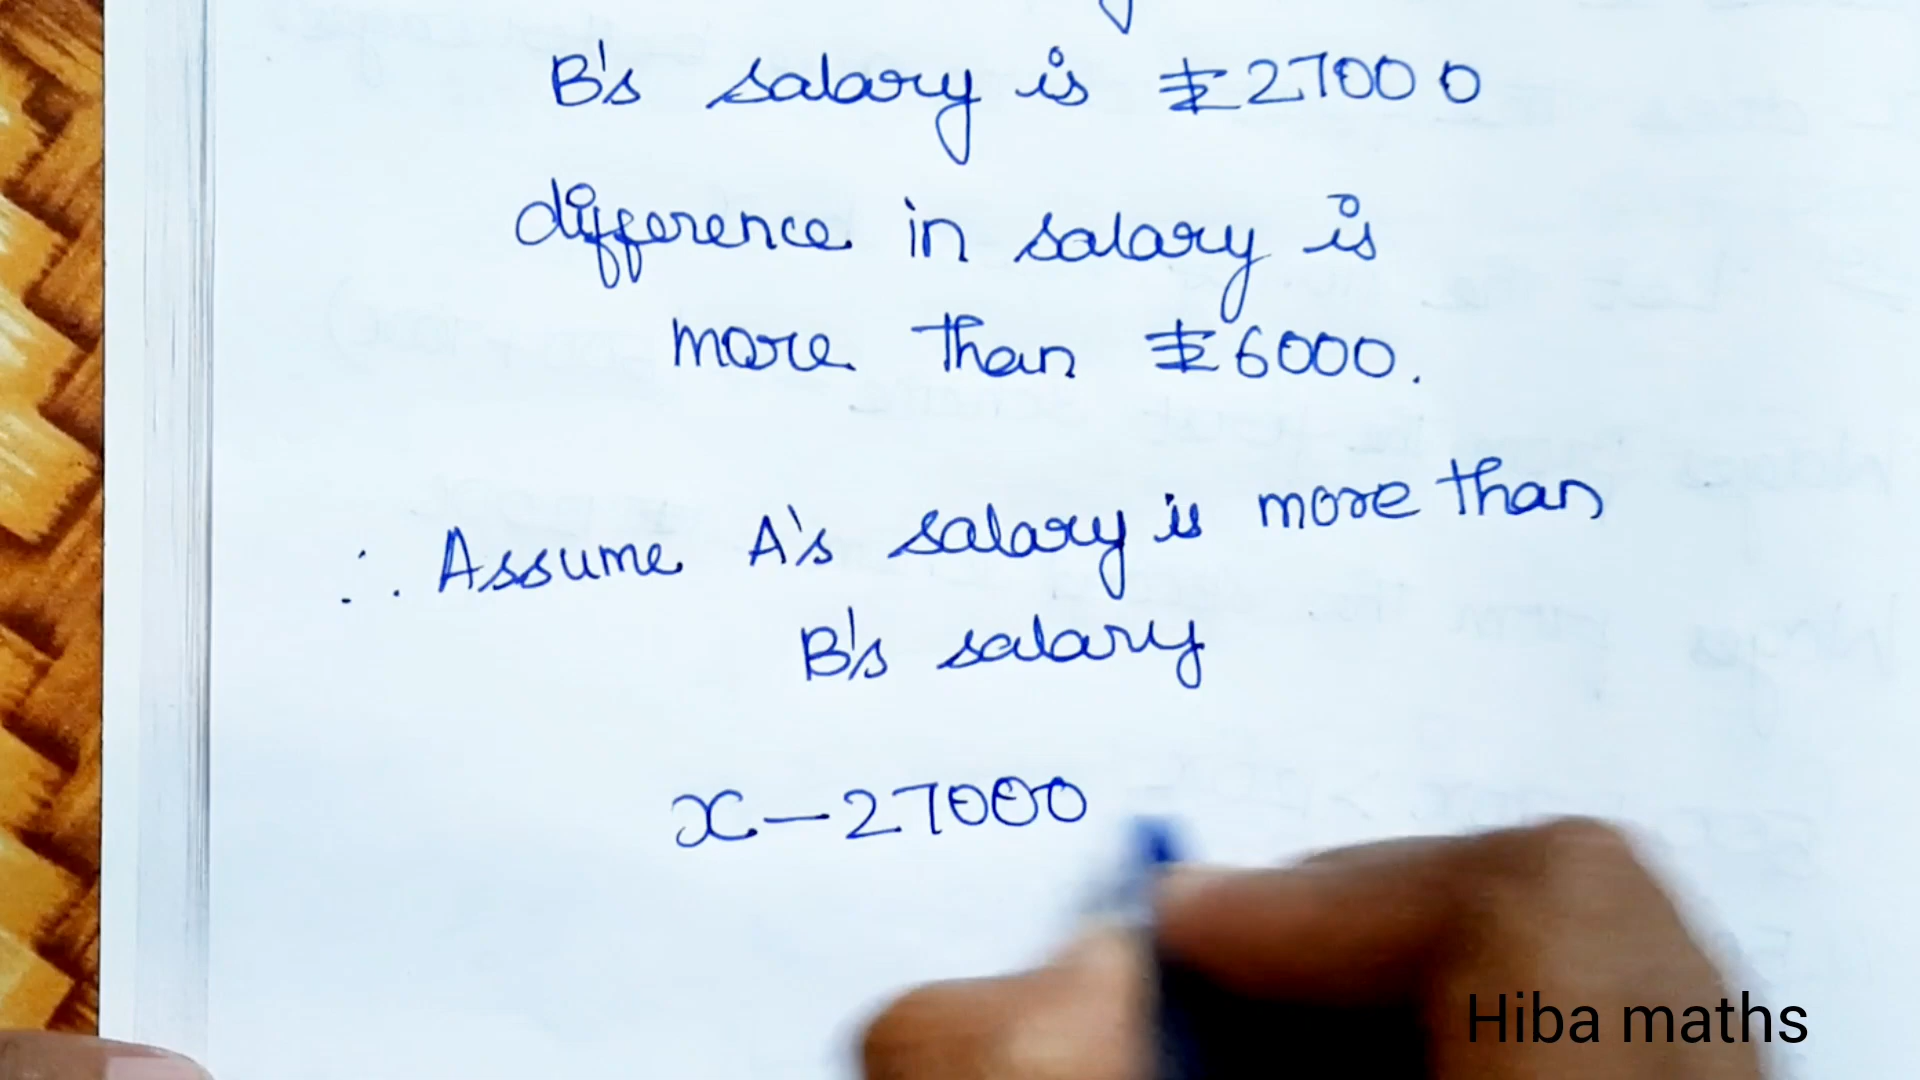 B's salary is ₹27000
difference in salary is
more than ₹6000.
∴ Assume A's salary is more than
B's salary
x-27000
Hiba maths